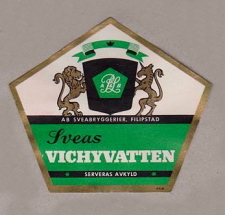 AB SVEABRYGGERIER, FILIPSTAD
Sveas
VICHYVATTEN
SERVERAS AVKYLD